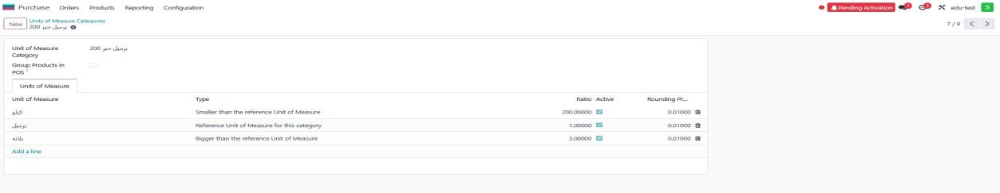 Purchase Orders Products Reporting Configuration
Pending Activation 1 3 edu-test S
New Units of Measure Categories
برميل حبر 200
7 / 9
Unit of Measure Category برميل حبر 200
Group Products in POS ?
Units of Measure
Unit of Measure Type Ratio Active Rounding Pr...
كيلو Smaller than the reference Unit of Measure 200.00000 0.01000
برميل Reference Unit of Measure for this category 1.00000 0.01000
بلاته Bigger than the reference Unit of Measure 3.00000 0.01000
Add a line